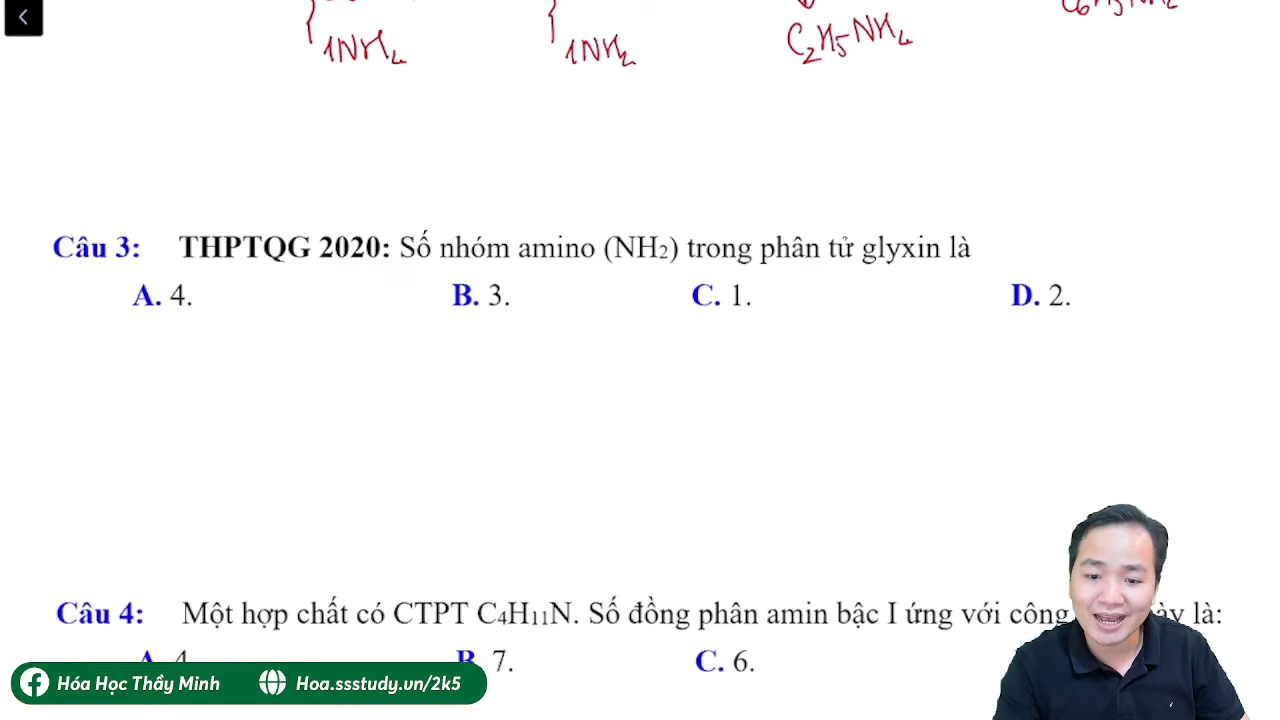 1NH2
1NH2
C2H5NH2
Câu 3: THPTQG 2020: Số nhóm amino (NH2) trong phân tử glyxin là
A. 4. B. 3. C. 1. D. 2.
Câu 4: Một hợp chất có CTPT C4H11N. Số đồng phân amin bậc I ứng với công là:
A. 4. B. 7. C. 6.
Hóa Học Thầy Minh Hoa.ssstudy.vn/2k5